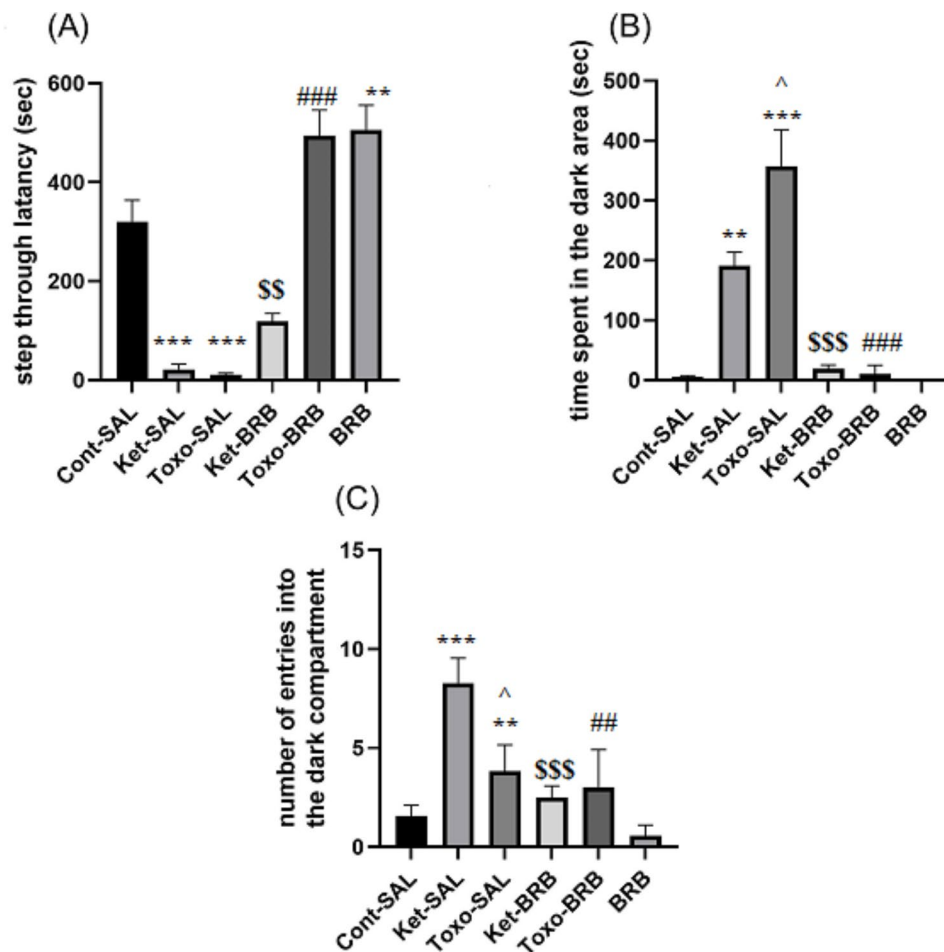 (A)
step through latancy (sec)
600
400
200
0
###
**
***
***
$$
Cont-SAL
Ket-SAL
Toxo-SAL
Ket-BRB
Toxo-BRB
BRB
(B)
time spent in the dark area (sec)
500
400
300
200
100
0
^
***
**
$$$
###
Cont-SAL
Ket-SAL
Toxo-SAL
Ket-BRB
Toxo-BRB
BRB
(C)
number of entries into
the dark compartment
15
10
5
0
***
^
**
$$$
##
Cont-SAL
Ket-SAL
Toxo-SAL
Ket-BRB
Toxo-BRB
BRB